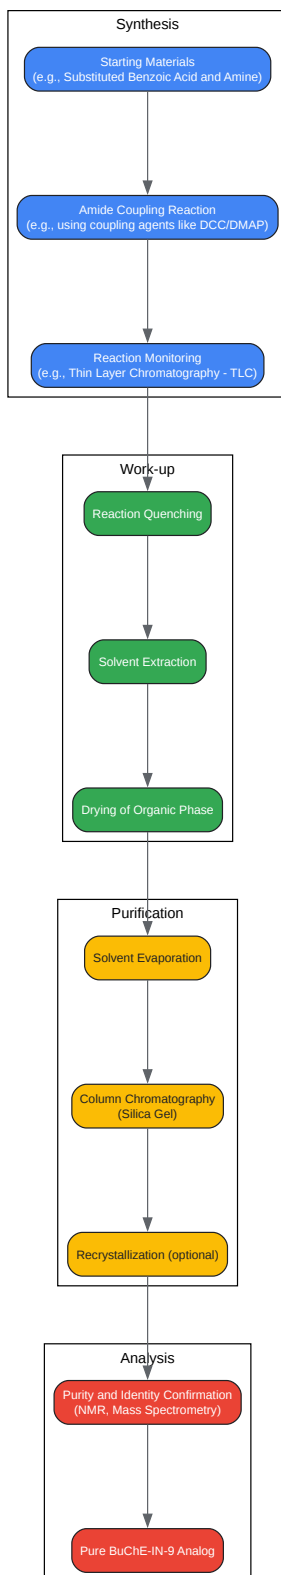 Synthesis
Starting Materials
(e.g., Substituted Benzoic Acid and Amine)
Amide Coupling Reaction
(e.g., using coupling agents like DCC/DMAP)
Reaction Monitoring
(e.g., Thin Layer Chromatography - TLC)
Work-up
Reaction Quenching
Solvent Extraction
Drying of Organic Phase
Purification
Solvent Evaporation
Column Chromatography
(Silica Gel)
Recrystallization (optional)
Analysis
Purity and Identity Confirmation
(NMR, Mass Spectrometry)
Pure BuChE-IN-9 Analog